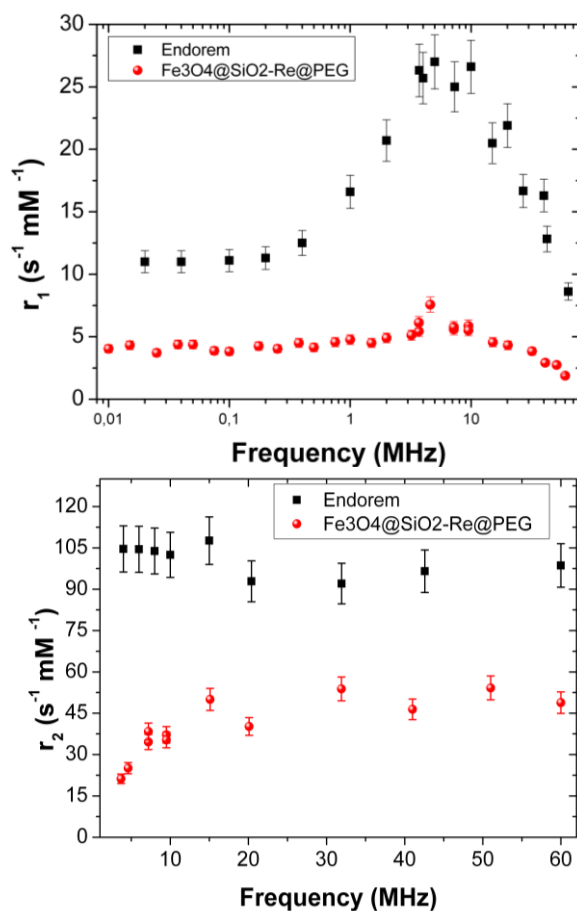 30
25
20
15
10
5
0
r1 (s-1 mM -1)
Endorem
Fe3O4@SiO2-Re@PEG
0,01 0,1 1 10
Frequency (MHz)
120
105
90
75
60
45
30
15
0
r2 (s-1 mM -1)
Endorem
Fe3O4@SiO2-Re@PEG
10 20 30 40 50 60
Frequency (MHz)